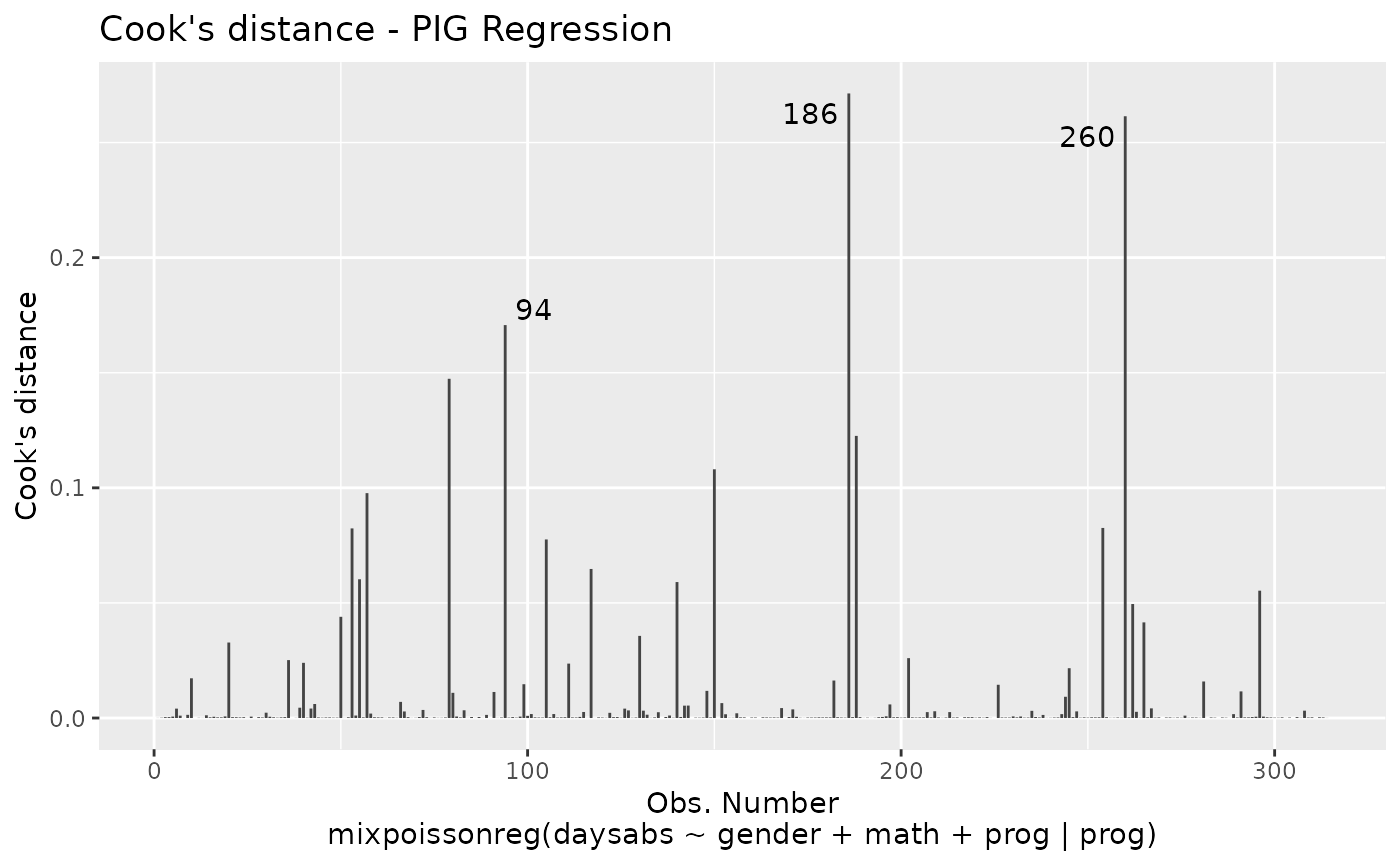 Cook's distance - PIG Regression
186
260
94
0.2
0.1
0.0
Cook's distance
0
100
200
300
Obs. Number
mixpoissonreg(daysabs ~ gender + math + prog | prog)